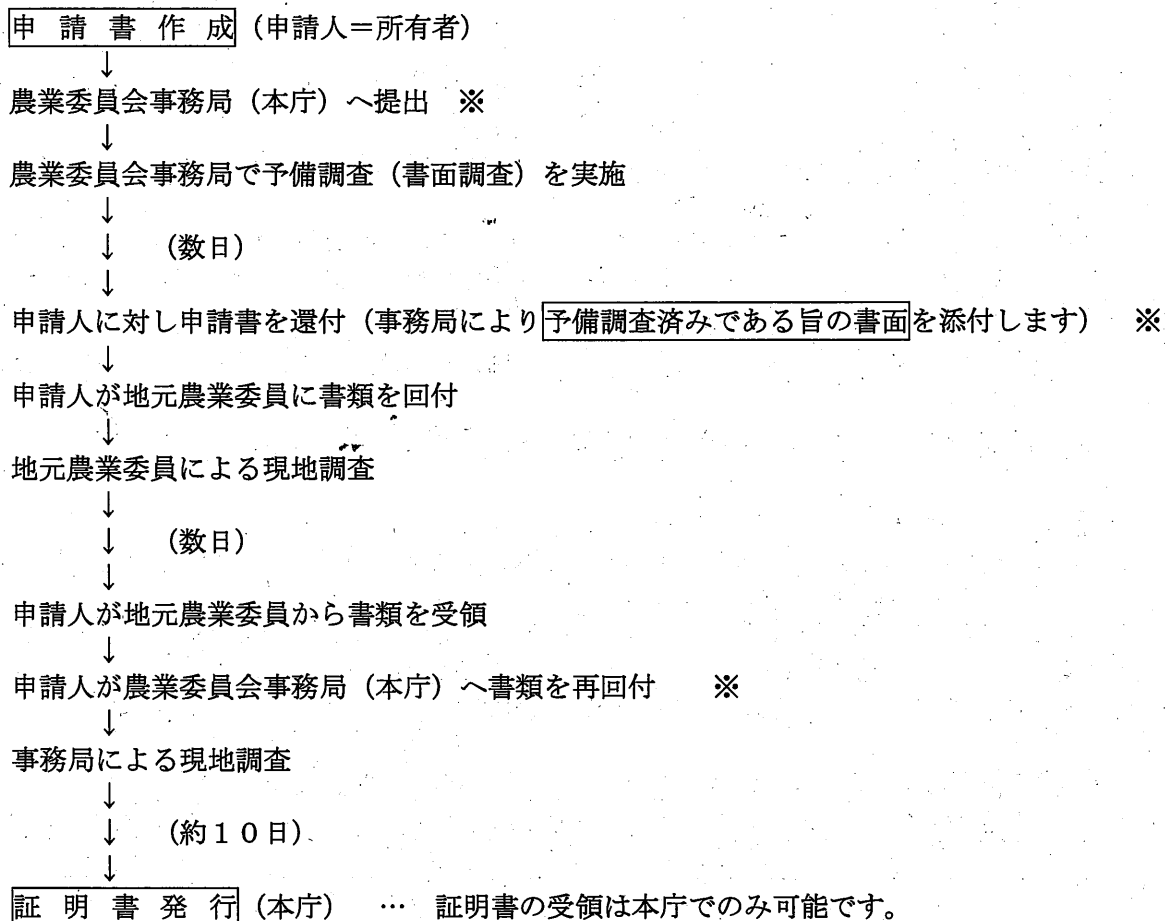 申請書作成（申請人＝所有者）
↓
農業委員会事務局（本庁）へ提出　※
↓
農業委員会事務局で予備調査（書面調査）を実施
↓
↓　（数日）
↓
申請人に対し申請書を還付（事務局により予備調査済みである旨の書面を添付します）　※
↓
申請人が地元農業委員に書類を回付
↓
地元農業委員による現地調査
↓
↓　（数日）
↓
申請人が地元農業委員から書類を受領
↓
申請人が農業委員会事務局（本庁）へ書類を再回付　※
↓
事務局による現地調査
↓
↓　（約１０日）
↓
証明書発行（本庁）　…　証明書の受領は本庁でのみ可能です。